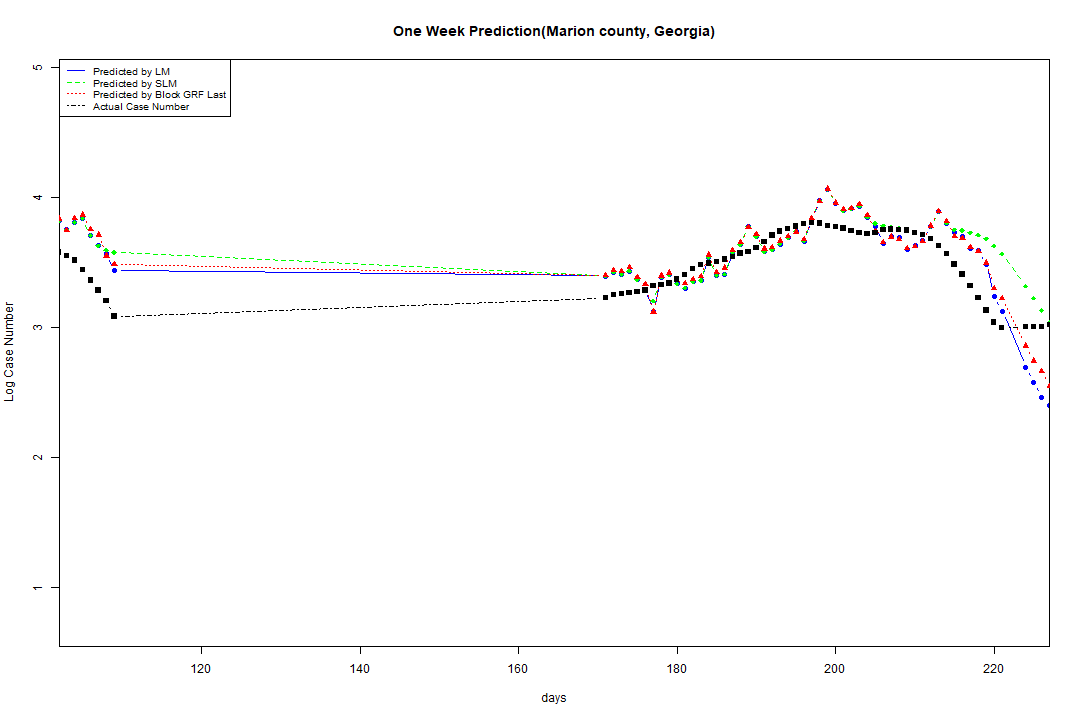 One Week Prediction(Marion county, Georgia)
Predicted by LM
Predicted by SLM
Predicted by Block GRF Last
Actual Case Number
5
4
3
2
1
Log Case Number
120 140 160 180 200 220
days